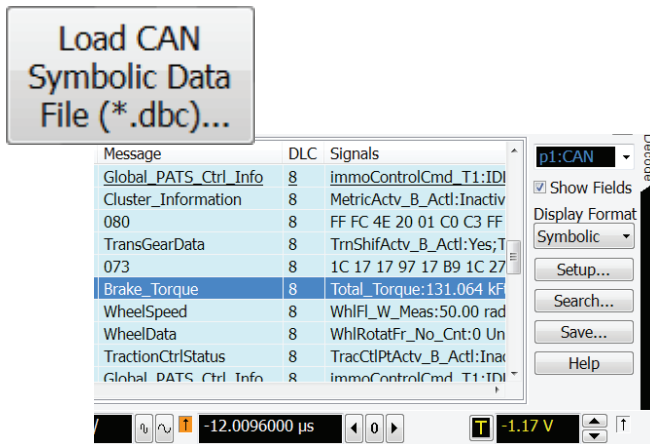 Load CAN
Symbolic Data
File (*.dbc)...
Message DLC Signals
Global_PATS_Ctrl_Info 8 immoControlCmd_T1:IDI
Cluster_Information 8 MetricActv_B_Actl:Inactiv
080 8 FF FC 4E 20 01 C0 C3 FF
TransGearData 8 TrnShifActv_B_Actl:Yes;T
073 8 1C 17 17 97 17 B9 1C 27
Brake_Torque 8 Total_Torque:131.064 kFt
WheelSpeed 8 WhlFl_W_Meas:50.00 rad
WheelData 8 WhlRotatFr_No_Cnt:0 Un
TractionCtrlStatus 8 TracCtlPtActv_B_Actl:Inac
Global_PATS_Ctrl_Info 8 immoControlCmd_T1:IDI
p1:CAN
Show Fields
Display Format
Symbolic
Setup...
Search...
Save...
Help
Decode
-12.0096000 µs
0
T -1.17 V